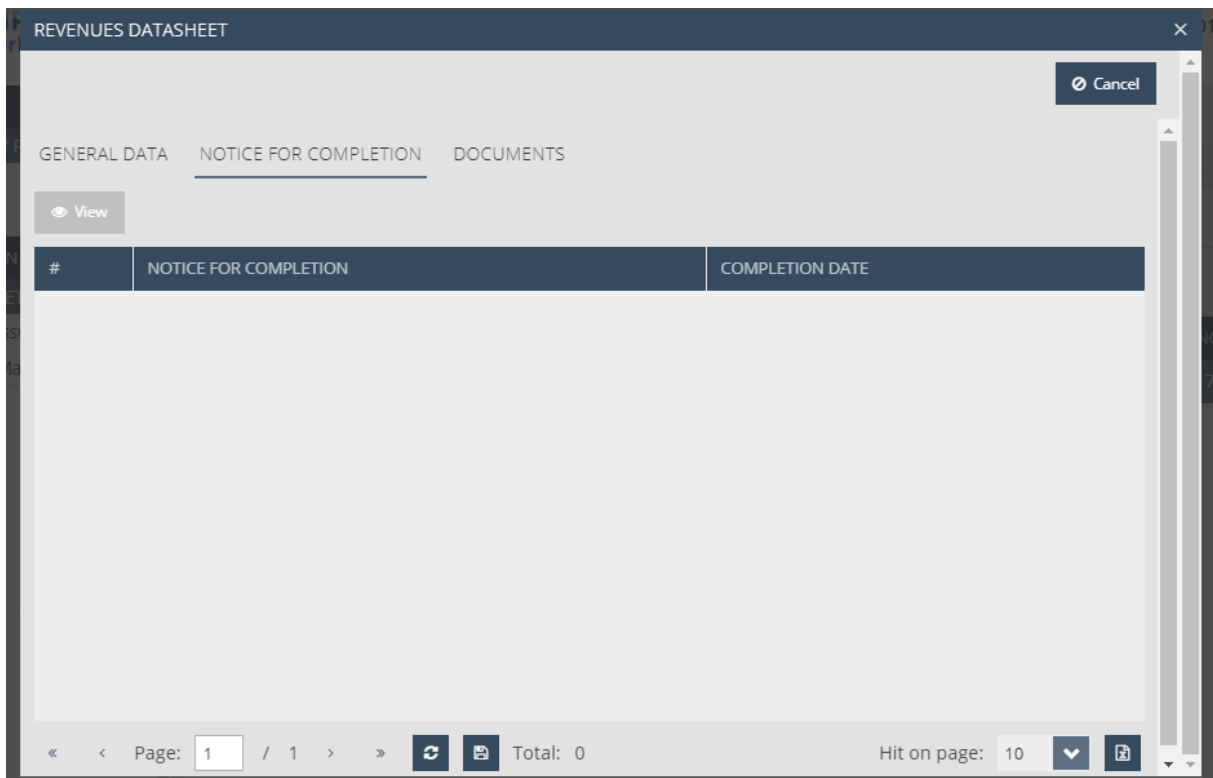 REVENUES DATASHEET
Cancel
GENERAL DATA NOTICE FOR COMPLETION DOCUMENTS
View
# NOTICE FOR COMPLETION COMPLETION DATE
Page: 1 / 1 Total: 0 Hit on page: 10